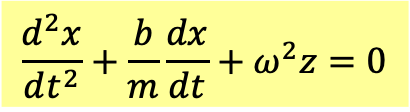 d²x/dt² + b/m dx/dt + ω²z = 0